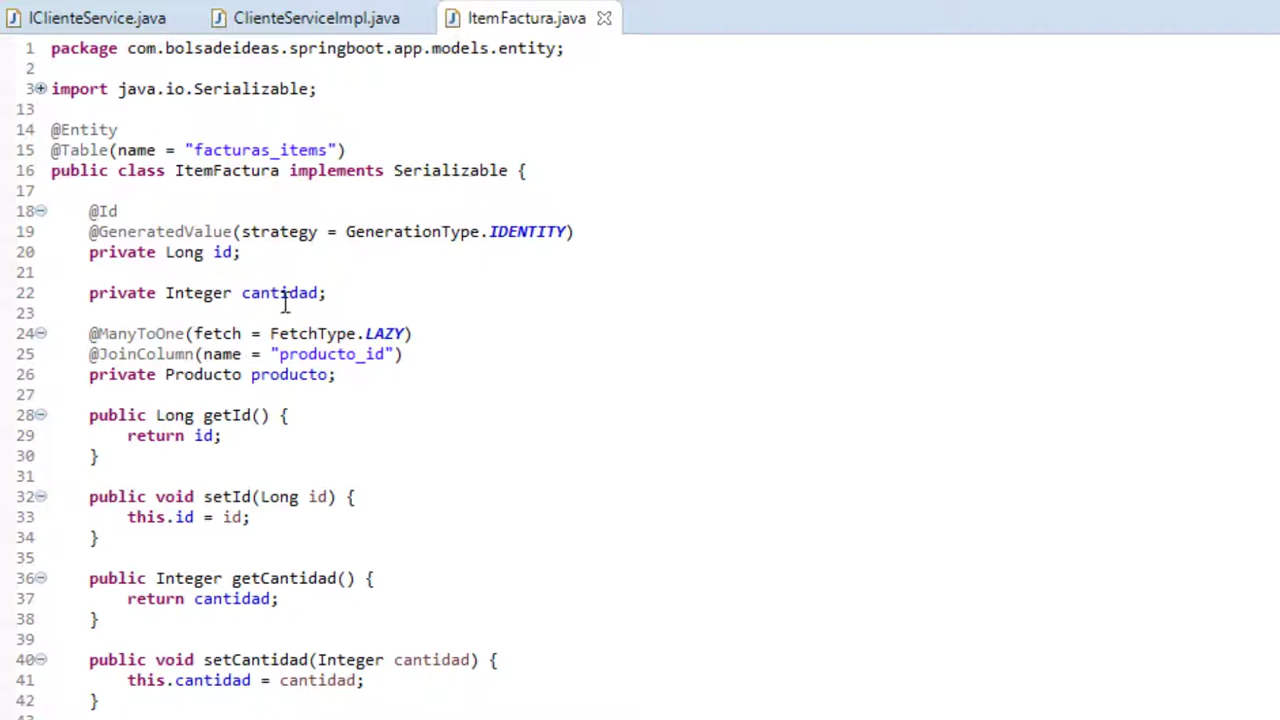 IClienteService.java ClienteServiceImpl.java ItemFactura.java
1 package com.bolsadeideas.springboot.app.models.entity;
2
3 import java.io.Serializable;
13
14 @Entity
15 @Table(name = "facturas_items")
16 public class ItemFactura implements Serializable {
17
18 @Id
19 @GeneratedValue(strategy = GenerationType.IDENTITY)
20 private Long id;
21
22 private Integer cantidad;
23
24 @ManyToOne(fetch = FetchType.LAZY)
25 @JoinColumn(name = "producto_id")
26 private Producto producto;
27
28 public Long getId() {
29 return id;
30 }
31
32 public void setId(Long id) {
33 this.id = id;
34 }
35
36 public Integer getCantidad() {
37 return cantidad;
38 }
39
40 public void setCantidad(Integer cantidad) {
41 this.cantidad = cantidad;
42 }